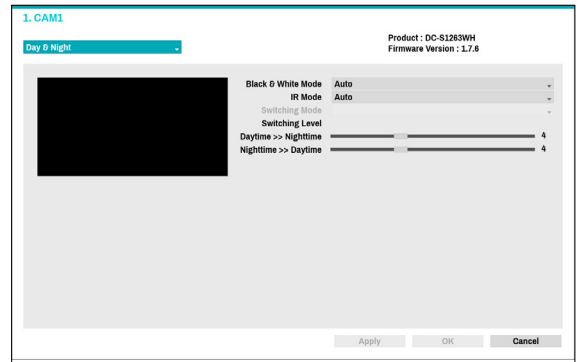 1. CAM1
Day & Night
Product : DC-S1263WH
Firmware Version : 1.7.6
Black & White Mode Auto
IR Mode Auto
Switching Mode
Switching Level
Daytime >> Nighttime 4
Nighttime >> Daytime 4
Apply OK Cancel